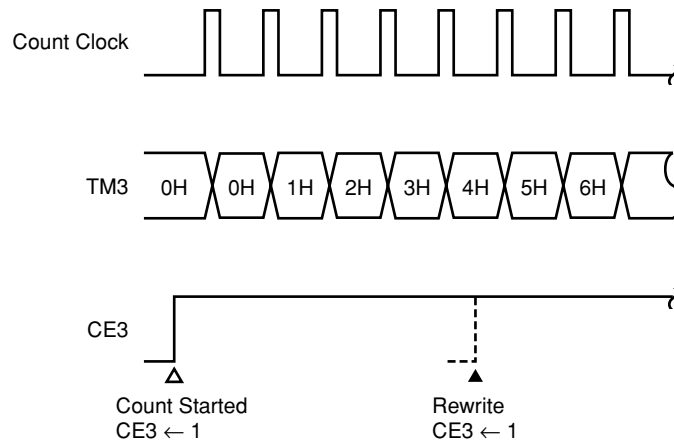 Count Clock
TM3 0H 0H 1H 2H 3H 4H 5H 6H
CE3
Count Started Rewrite
CE3 ← 1 CE3 ← 1